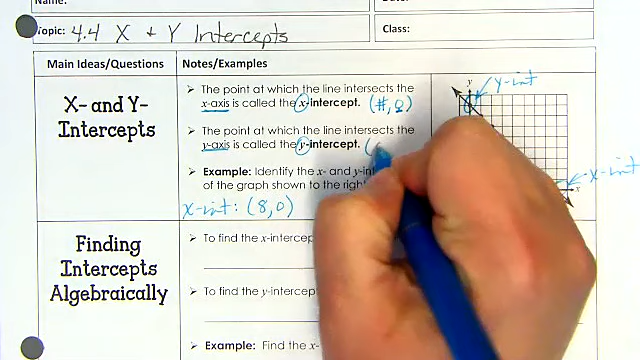 Name:
Topic: 4.4 X + Y Intercepts
Class:
Main Ideas/Questions
Notes/Examples
X- and Y-
Intercepts
The point at which the line intersects the
x-axis is called the x-intercept. (#, 0)
The point at which the line intersects the
y-axis is called the y-intercept. (
Example: Identify the x- and y-int
of the graph shown to the right
x-int: (8,0)
y
Y-int
X-int
x
Finding
Intercepts
Algebraically
To find the x-intercep
To find the y-intercept
Example: Find the x-